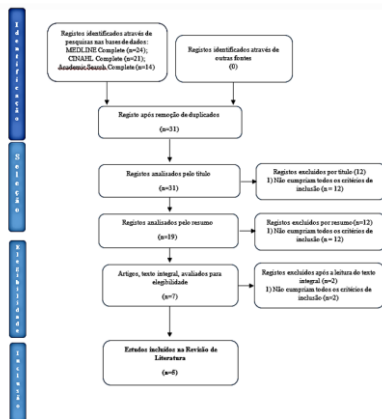 Identificação
Registos identificados através de
pesquisas nas bases de dados:
MEDLINE Complete (n=24);
CINAHL Complete (n=21);
Academic Search Complete (n=14)
Registos identificados através de
outras fontes
(0)
Registo após remoção de duplicados
(n=31)
Seleção
Registos analisados pelo título
(n=31)
Registos excluídos por título (12)
1) Não cumpriam todos os critérios de
inclusão (n = 12)
Registos analisados pelo resumo
(n=19)
Registos excluídos por resumo (n=12)
1) Não cumpriam todos os critérios de
inclusão (n = 12)
Elegibilidade
Artigos, texto integral, avaliados para
elegibilidade
(n=7)
Registos excluídos após a leitura do texto
integral (n=2)
1) Não cumpriam todos os critérios de
inclusão (n=2)
Inclusão
Estudos incluídos na Revisão de
Literatura